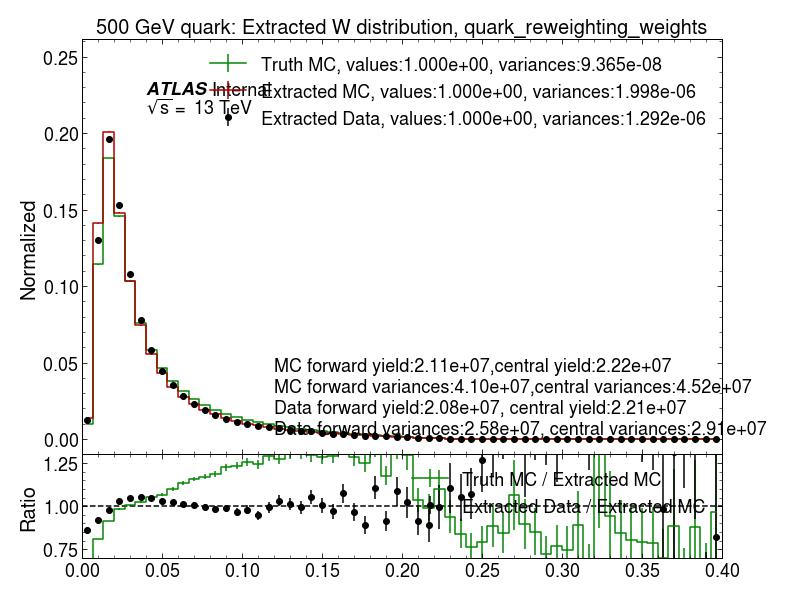 500 GeV quark: Extracted W distribution, quark_reweighting_weights
Truth MC, values:1.000e+00, variances:9.365e-08
ATLAS Internal
Extracted MC, values:1.000e+00, variances:1.998e-06
√s = 13 TeV
Extracted Data, values:1.000e+00, variances:1.292e-06
Normalized
0.25
0.20
0.15
0.10
0.05
0.00
MC forward yield:2.11e+07,central yield:2.22e+07
MC forward variances:4.10e+07,central variances:4.52e+07
Data forward yield:2.08e+07, central yield:2.21e+07
Data forward variances:2.58e+07, central variances:2.91e+07
Ratio
1.25
1.00
0.75
Truth MC / Extracted MC
Extracted Data / Extracted MC
0.00 0.05 0.10 0.15 0.20 0.25 0.30 0.35 0.40